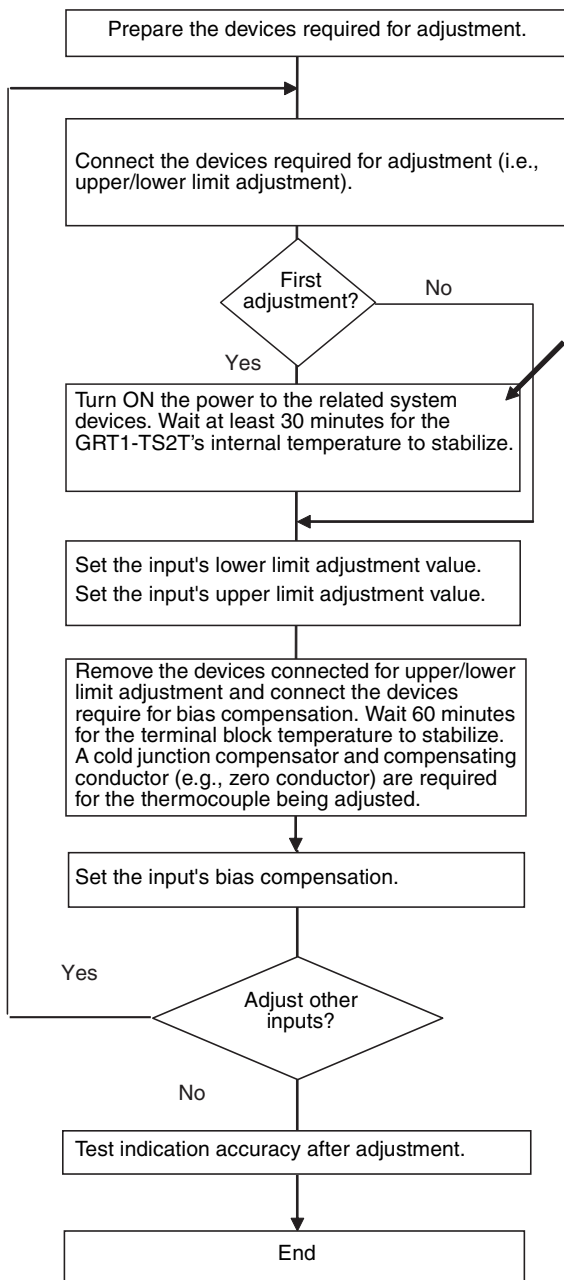 Prepare the devices required for adjustment.
Connect the devices required for adjustment (i.e.,
upper/lower limit adjustment).
First
adjustment?
No
Yes
Turn ON the power to the related system
devices. Wait at least 30 minutes for the
GRT1-TS2T's internal temperature to stabilize.
Set the input's lower limit adjustment value.
Set the input's upper limit adjustment value.
Remove the devices connected for upper/lower
limit adjustment and connect the devices
require for bias compensation. Wait 60 minutes
for the terminal block temperature to stabilize.
A cold junction compensator and compensating
conductor (e.g., zero conductor) are required
for the thermocouple being adjusted.
Set the input's bias compensation.
Yes
Adjust other
inputs?
No
Test indication accuracy after adjustment.
End